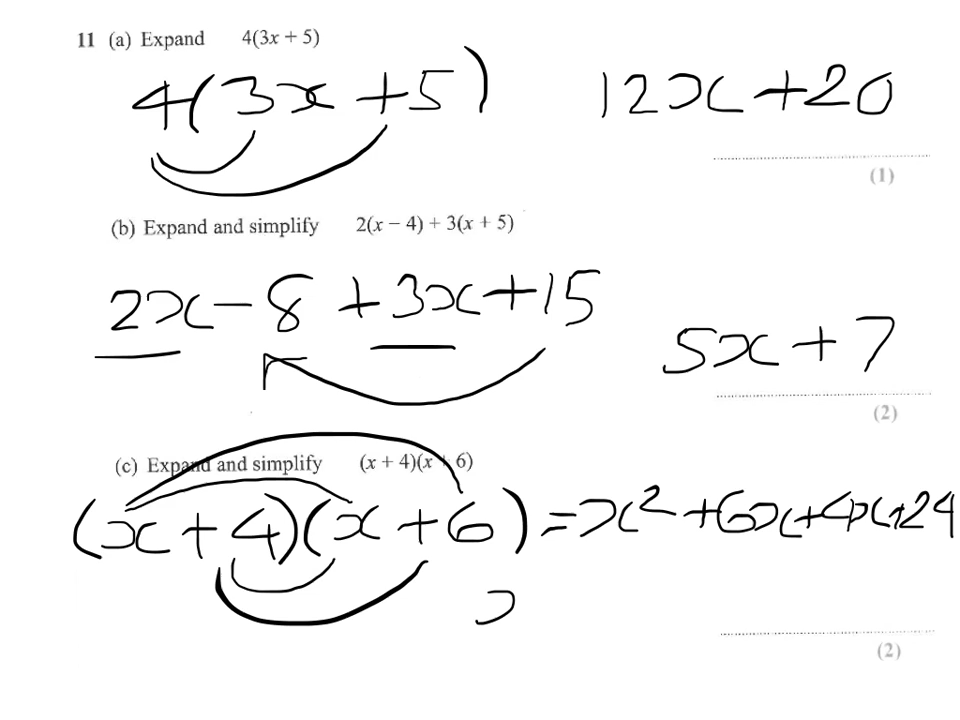 11 (a) Expand 4(3x + 5)
4(3x + 5) 12x + 20
(1)
(b) Expand and simplify 2(x − 4) + 3(x + 5)
2x − 8 + 3x + 15
5x + 7
(2)
(c) Expand and simplify (x + 4)(x + 6)
(x + 4)(x + 6) = x² + 6x + 4x + 24
(2)